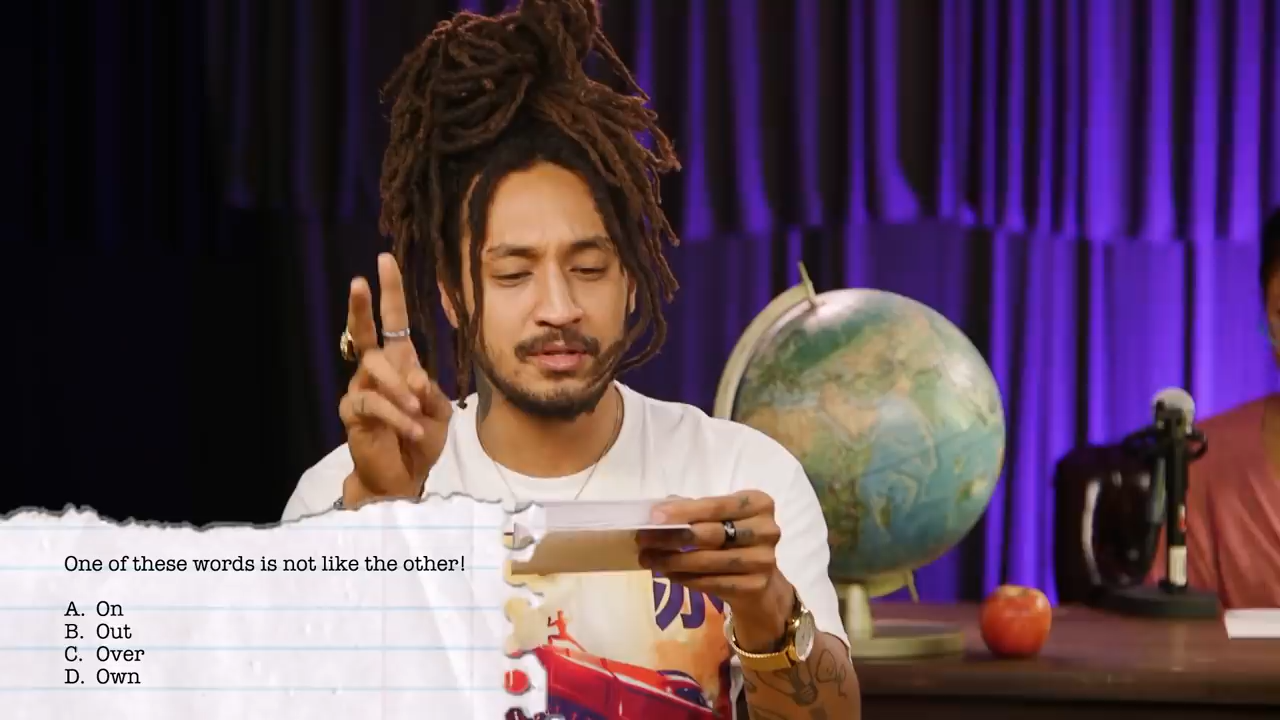 One of these words is not like the other!
A. On
B. Out
C. Over
D. Own